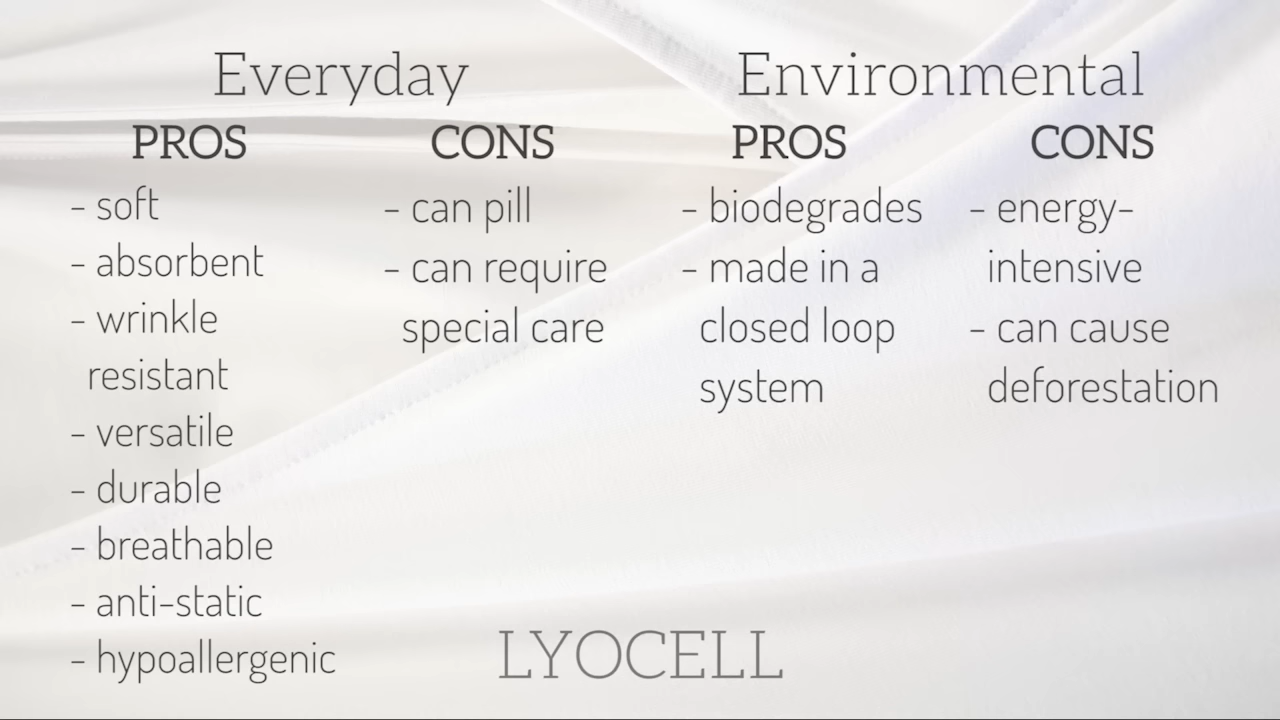 Everyday
PROS
- soft
- absorbent
- wrinkle
resistant
- versatile
- durable
- breathable
- anti-static
- hypoallergenic
CONS
- can pill
- can require
special care
Environmental
PROS
- biodegrades
- made in a
closed loop
system
CONS
- energy-
intensive
- can cause
deforestation
LYOCELL